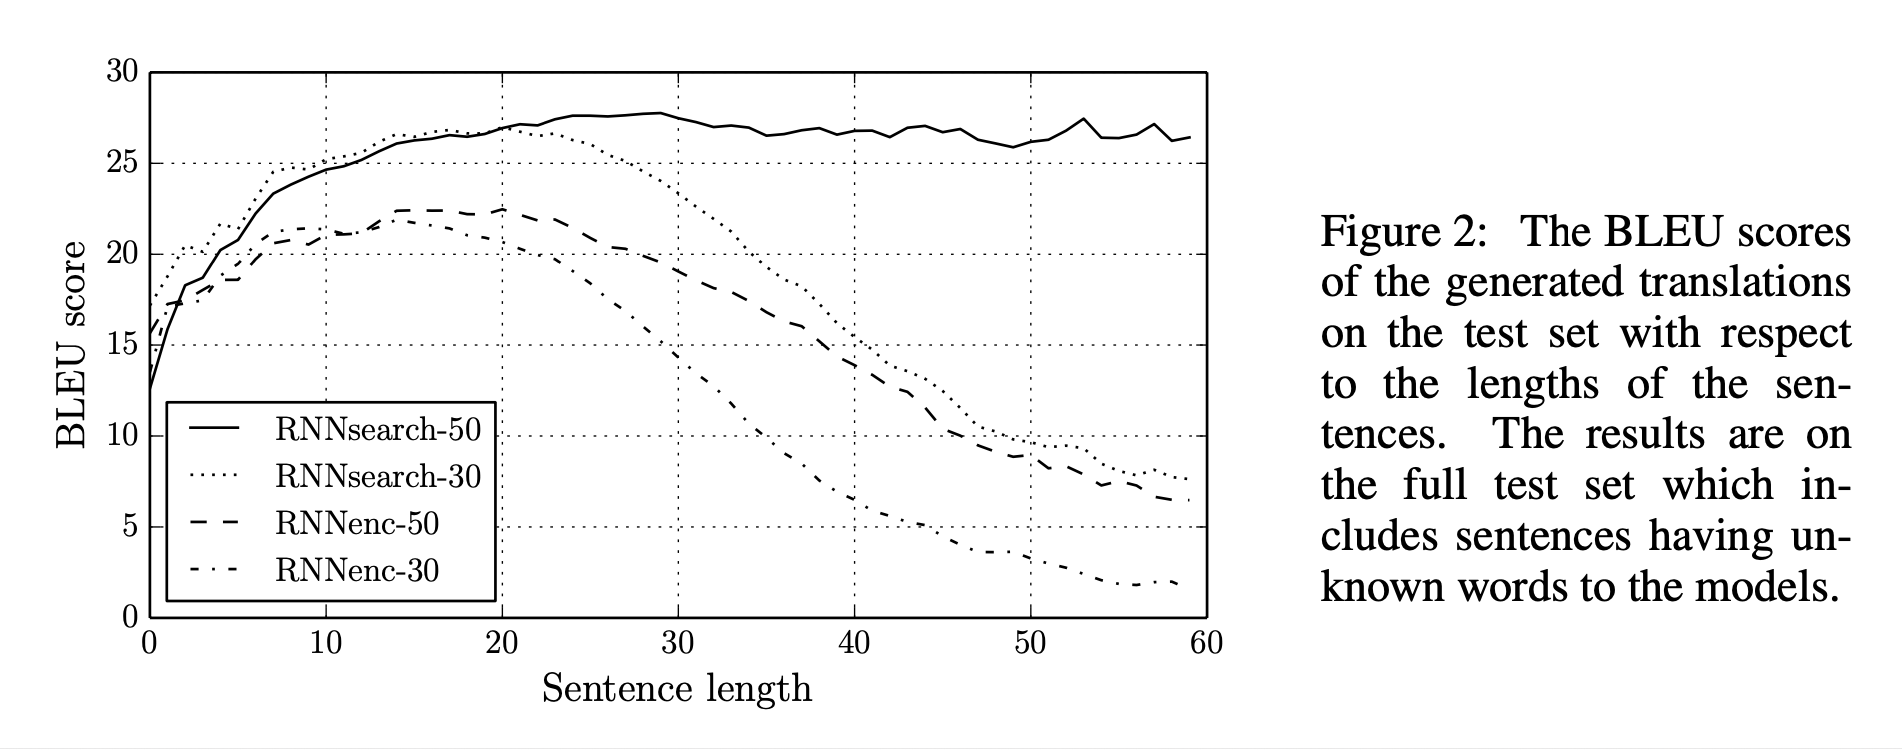 30
25
20
15
10
5
0
BLEU score
RNNsearch-50
RNNsearch-30
RNNenc-50
RNNenc-30
0 10 20 30 40 50 60
Sentence length
Figure 2: The BLEU scores
of the generated translations
on the test set with respect
to the lengths of the sen-
tences. The results are on
the full test set which in-
cludes sentences having un-
known words to the models.